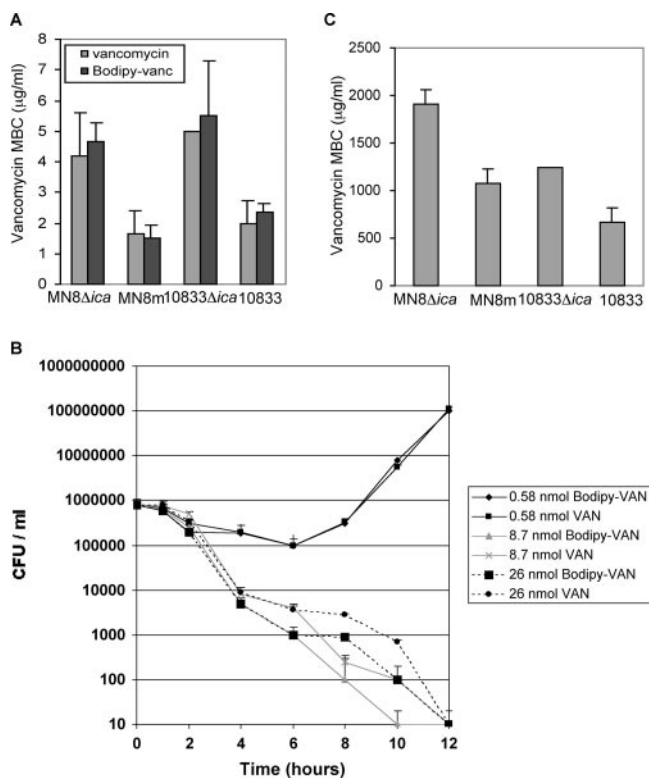 A
vancomycin
Bodipy-vanc
Vancomycin MBC (µg/ml)
8
7
6
5
4
3
2
1
0
MN8Δica MN8m 10833Δica 10833
C
Vancomycin MBC (µg/ml)
2500
2000
1500
1000
500
0
MN8Δica MN8m 10833Δica 10833
B
CFU / ml
1000000000
100000000
10000000
1000000
100000
10000
1000
100
10
0 2 4 6 8 10 12
Time (hours)
0.58 nmol Bodipy-VAN
0.58 nmol VAN
8.7 nmol Bodipy-VAN
8.7 nmol VAN
26 nmol Bodipy-VAN
26 nmol VAN